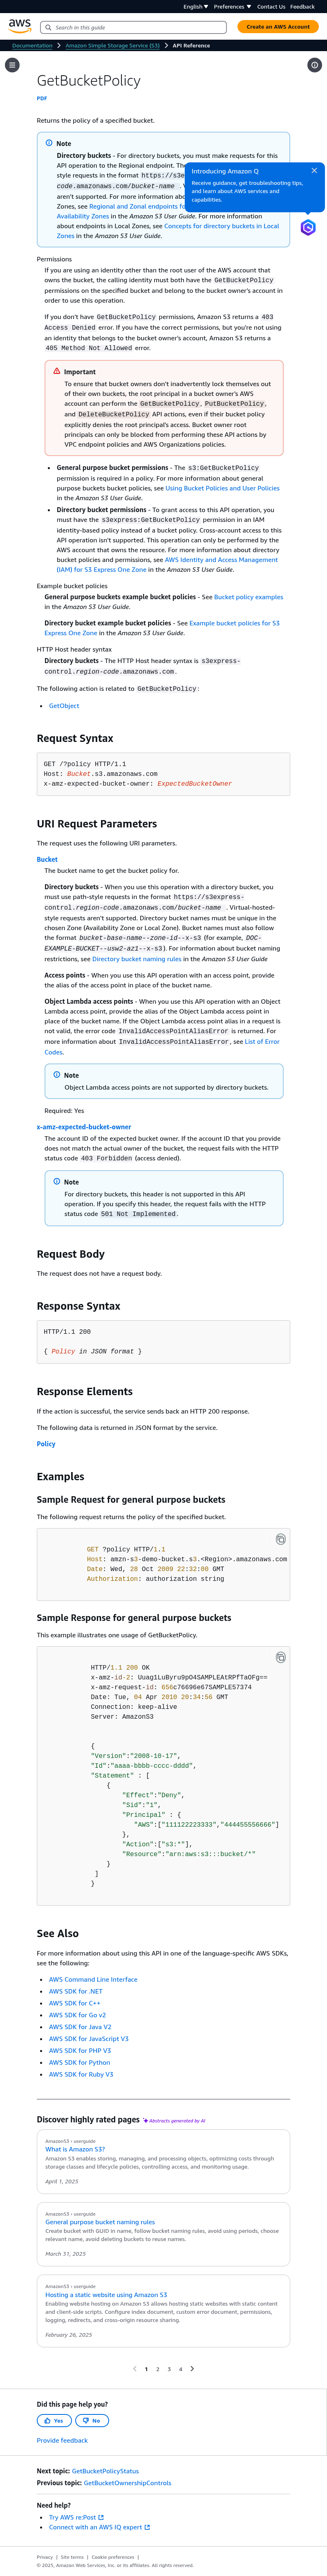 English Preferences Contact Us Feedback
aws
Search in this guide
Create an AWS Account
Documentation > Amazon Simple Storage Service (S3) > API Reference
GetBucketPolicy
PDF
Returns the policy of a specified bucket.
Note
Directory buckets - For directory buckets, you must make requests for this
API operation to the Regional endpoint. The
style requests in the format https://s3e
code.amazonaws.com/bucket-name . V
aren't supported. For more information abou
Zones, see Regional and Zonal endpoints fo
Availability Zones in the Amazon S3 User Guide. For more information
about endpoints in Local Zones, see Concepts for directory buckets in Local
Zones in the Amazon S3 User Guide.
Introducing Amazon Q
Receive guidance, get troubleshooting tips,
and learn about AWS services and
capabilities.
Permissions
If you are using an identity other than the root user of the AWS account that
owns the bucket, the calling identity must both have the GetBucketPolicy
permissions on the specified bucket and belong to the bucket owner's account in
order to use this operation.
If you don't have GetBucketPolicy permissions, Amazon S3 returns a 403
Access Denied error. If you have the correct permissions, but you're not using
an identity that belongs to the bucket owner's account, Amazon S3 returns a
405 Method Not Allowed error.
Important
To ensure that bucket owners don't inadvertently lock themselves out
of their own buckets, the root principal in a bucket owner's AWS
account can perform the GetBucketPolicy, PutBucketPolicy,
and DeleteBucketPolicy API actions, even if their bucket policy
explicitly denies the root principal's access. Bucket owner root
principals can only be blocked from performing these API actions by
VPC endpoint policies and AWS Organizations policies.
• General purpose bucket permissions - The s3:GetBucketPolicy
permission is required in a policy. For more information about general
purpose buckets bucket policies, see Using Bucket Policies and User Policies
in the Amazon S3 User Guide.
• Directory bucket permissions - To grant access to this API operation, you
must have the s3express:GetBucketPolicy permission in an IAM
identity-based policy instead of a bucket policy. Cross-account access to this
API operation isn't supported. This operation can only be performed by the
AWS account that owns the resource. For more information about directory
bucket policies and permissions, see AWS Identity and Access Management
(IAM) for S3 Express One Zone in the Amazon S3 User Guide.
Example bucket policies
General purpose buckets example bucket policies - See Bucket policy examples
in the Amazon S3 User Guide.
Directory bucket example bucket policies - See Example bucket policies for S3
Express One Zone in the Amazon S3 User Guide.
HTTP Host header syntax
Directory buckets - The HTTP Host header syntax is s3express-
control.region-code.amazonaws.com.
The following action is related to GetBucketPolicy:
• GetObject
Request Syntax
GET /?policy HTTP/1.1
Host: Bucket.s3.amazonaws.com
x-amz-expected-bucket-owner: ExpectedBucketOwner
URI Request Parameters
The request uses the following URI parameters.
Bucket
The bucket name to get the bucket policy for.
Directory buckets - When you use this operation with a directory bucket, you
must use path-style requests in the format https://s3express-
control.region-code.amazonaws.com/bucket-name . Virtual-hosted-
style requests aren't supported. Directory bucket names must be unique in the
chosen Zone (Availability Zone or Local Zone). Bucket names must also follow
the format bucket-base-name--zone-id--x-s3 (for example, DOC-
EXAMPLE-BUCKET--usw2-az1--x-s3). For information about bucket naming
restrictions, see Directory bucket naming rules in the Amazon S3 User Guide
Access points - When you use this API operation with an access point, provide
the alias of the access point in place of the bucket name.
Object Lambda access points - When you use this API operation with an Object
Lambda access point, provide the alias of the Object Lambda access point in
place of the bucket name. If the Object Lambda access point alias in a request is
not valid, the error code InvalidAccessPointAliasError is returned. For
more information about InvalidAccessPointAliasError, see List of Error
Codes.
Note
Object Lambda access points are not supported by directory buckets.
Required: Yes
x-amz-expected-bucket-owner
The account ID of the expected bucket owner. If the account ID that you provide
does not match the actual owner of the bucket, the request fails with the HTTP
status code 403 Forbidden (access denied).
Note
For directory buckets, this header is not supported in this API
operation. If you specify this header, the request fails with the HTTP
status code 501 Not Implemented.
Request Body
The request does not have a request body.
Response Syntax
HTTP/1.1 200
{ Policy in JSON format }
Response Elements
If the action is successful, the service sends back an HTTP 200 response.
The following data is returned in JSON format by the service.
Policy
Examples
Sample Request for general purpose buckets
The following request returns the policy of the specified bucket.
GET ?policy HTTP/1.1
Host: amzn-s3-demo-bucket.s3.<Region>.amazonaws.com
Date: Wed, 28 Oct 2009 22:32:00 GMT
Authorization: authorization string
Sample Response for general purpose buckets
This example illustrates one usage of GetBucketPolicy.
HTTP/1.1 200 OK
x-amz-id-2: Uuag1LuByru9pO4SAMPLEAtRPfTaOFg==
x-amz-request-id: 656c76696e67SAMPLE57374
Date: Tue, 04 Apr 2010 20:34:56 GMT
Connection: keep-alive
Server: AmazonS3
{
"Version":"2008-10-17",
"Id":"aaaa-bbbb-cccc-dddd",
"Statement" : [
{
"Effect":"Deny",
"Sid":"1",
"Principal" : {
"AWS":["111122223333","444455556666"]
},
"Action":["s3:*"],
"Resource":"arn:aws:s3:::bucket/*"
}
]
}
See Also
For more information about using this API in one of the language-specific AWS SDKs,
see the following:
• AWS Command Line Interface
• AWS SDK for .NET
• AWS SDK for C++
• AWS SDK for Go v2
• AWS SDK for Java V2
• AWS SDK for JavaScript V3
• AWS SDK for PHP V3
• AWS SDK for Python
• AWS SDK for Ruby V3
Discover highly rated pages Abstracts generated by AI
AmazonS3 › userguide
What is Amazon S3?
Amazon S3 enables storing, managing, and processing objects, optimizing costs through
storage classes and lifecycle policies, controlling access, and monitoring usage.
April 1, 2025
AmazonS3 › userguide
General purpose bucket naming rules
Create bucket with GUID in name, follow bucket naming rules, avoid using periods, choose
relevant name, avoid deleting buckets to reuse names.
March 31, 2025
AmazonS3 › userguide
Hosting a static website using Amazon S3
Enabling website hosting on Amazon S3 allows hosting static websites with static content
and client-side scripts. Configure index document, custom error document, permissions,
logging, redirects, and cross-origin resource sharing.
February 26, 2025
1 2 3 4
Did this page help you?
Yes No
Provide feedback
Next topic: GetBucketPolicyStatus
Previous topic: GetBucketOwnershipControls
Need help?
• Try AWS re:Post
• Connect with an AWS IQ expert
Privacy | Site terms | Cookie preferences |
© 2025, Amazon Web Services, Inc. or its affiliates. All rights reserved.